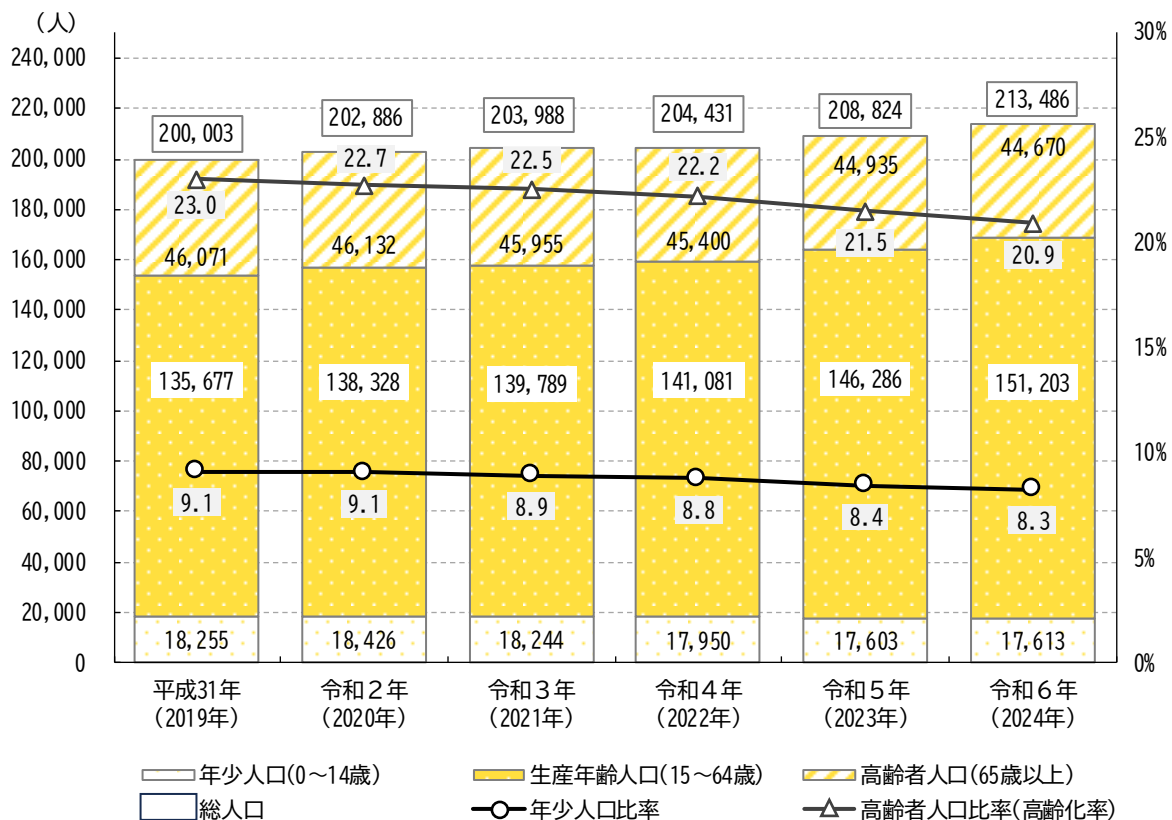 （人）
240,000
220,000
200,000
180,000
160,000
140,000
120,000
100,000
80,000
60,000
40,000
20,000
0
30%
25%
20%
15%
10%
5%
0%
200,003 202,886 203,988 204,431 208,824 213,486
23.0 22.7 22.5 22.2 21.5 20.9
46,071 46,132 45,955 45,400 44,935 44,670
135,677 138,328 139,789 141,081 146,286 151,203
9.1 9.1 8.9 8.8 8.4 8.3
18,255 18,426 18,244 17,950 17,603 17,613
平成31年 令和２年 令和３年 令和４年 令和５年 令和６年
（2019年） （2020年） （2021年） （2022年） （2023年） （2024年）
年少人口(0～14歳) 生産年齢人口(15～64歳) 高齢者人口(65歳以上)
総人口 年少人口比率 高齢者人口比率(高齢化率)